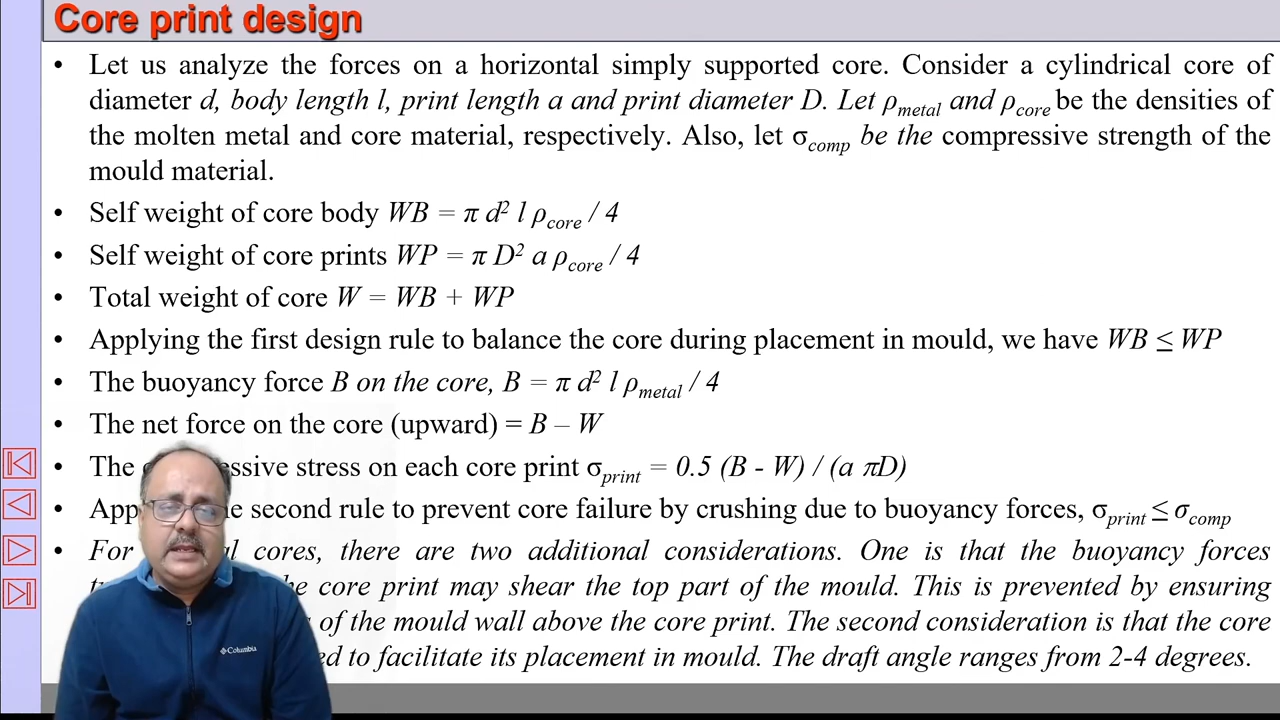 Core print design
• Let us analyze the forces on a horizontal simply supported core. Consider a cylindrical core of
diameter d, body length l, print length a and print diameter D. Let ρmetal and ρcore be the densities of
the molten metal and core material, respectively. Also, let σcomp be the compressive strength of the
mould material.
• Self weight of core body WB = π d² l ρcore / 4
• Self weight of core prints WP = π D² a ρcore / 4
• Total weight of core W = WB + WP
• Applying the first design rule to balance the core during placement in mould, we have WB ≤ WP
• The buoyancy force B on the core, B = π d² l ρmetal / 4
• The net force on the core (upward) = B – W
• The essive stress on each core print σprint = 0.5 (B - W) / (a πD)
• App e second rule to prevent core failure by crushing due to buoyancy forces, σprint ≤ σcomp
• For al cores, there are two additional considerations. One is that the buoyancy forces
he core print may shear the top part of the mould. This is prevented by ensuring
of the mould wall above the core print. The second consideration is that the core
ed to facilitate its placement in mould. The draft angle ranges from 2-4 degrees.
Columbia